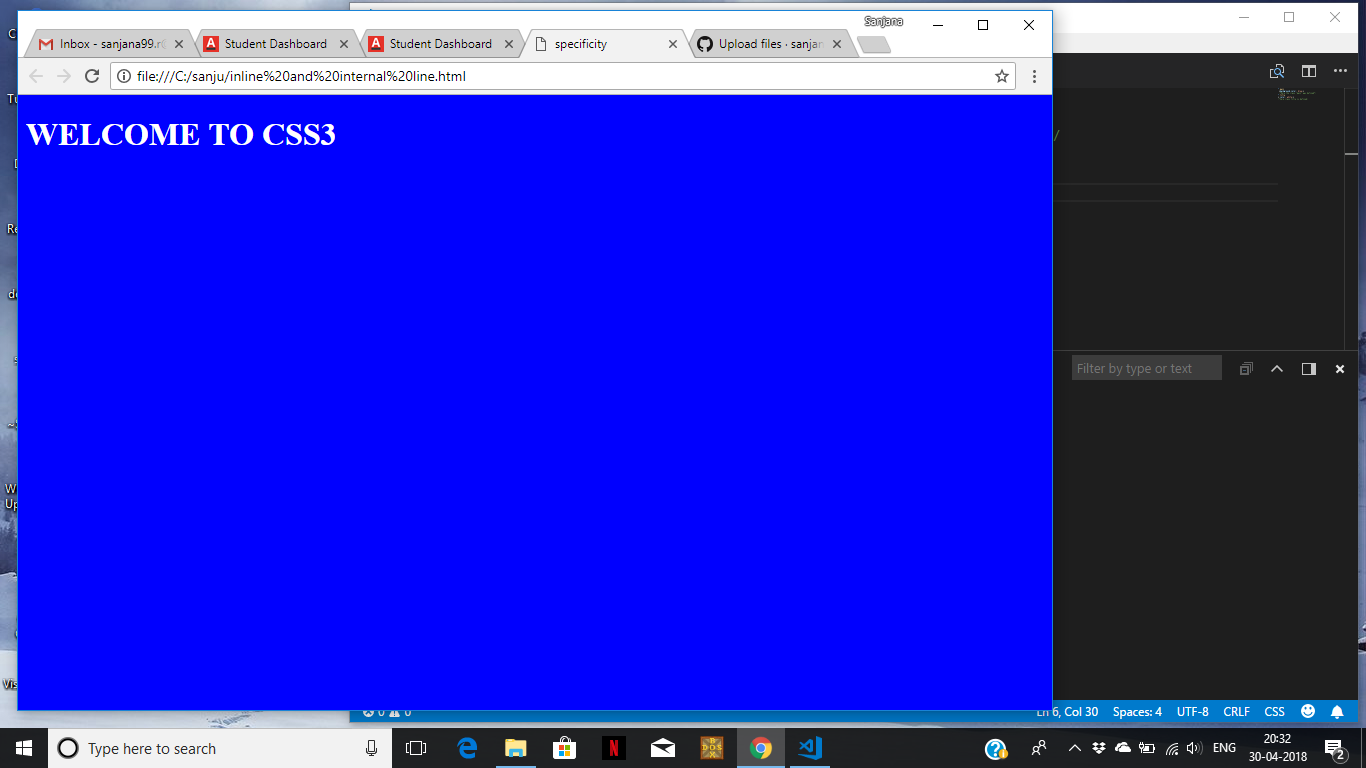 Sanjana
Inbox - sanjana99.r
Student Dashboard
Student Dashboard
specificity
Upload files · sanjan
file:///C:/sanju/inline%20and%20internal%20line.html
WELCOME TO CSS3
/
Filter by type or text
0 0
Ln 6, Col 30 Spaces: 4 UTF-8 CRLF CSS
Type here to search
ENG
20:32
30-04-2018
2